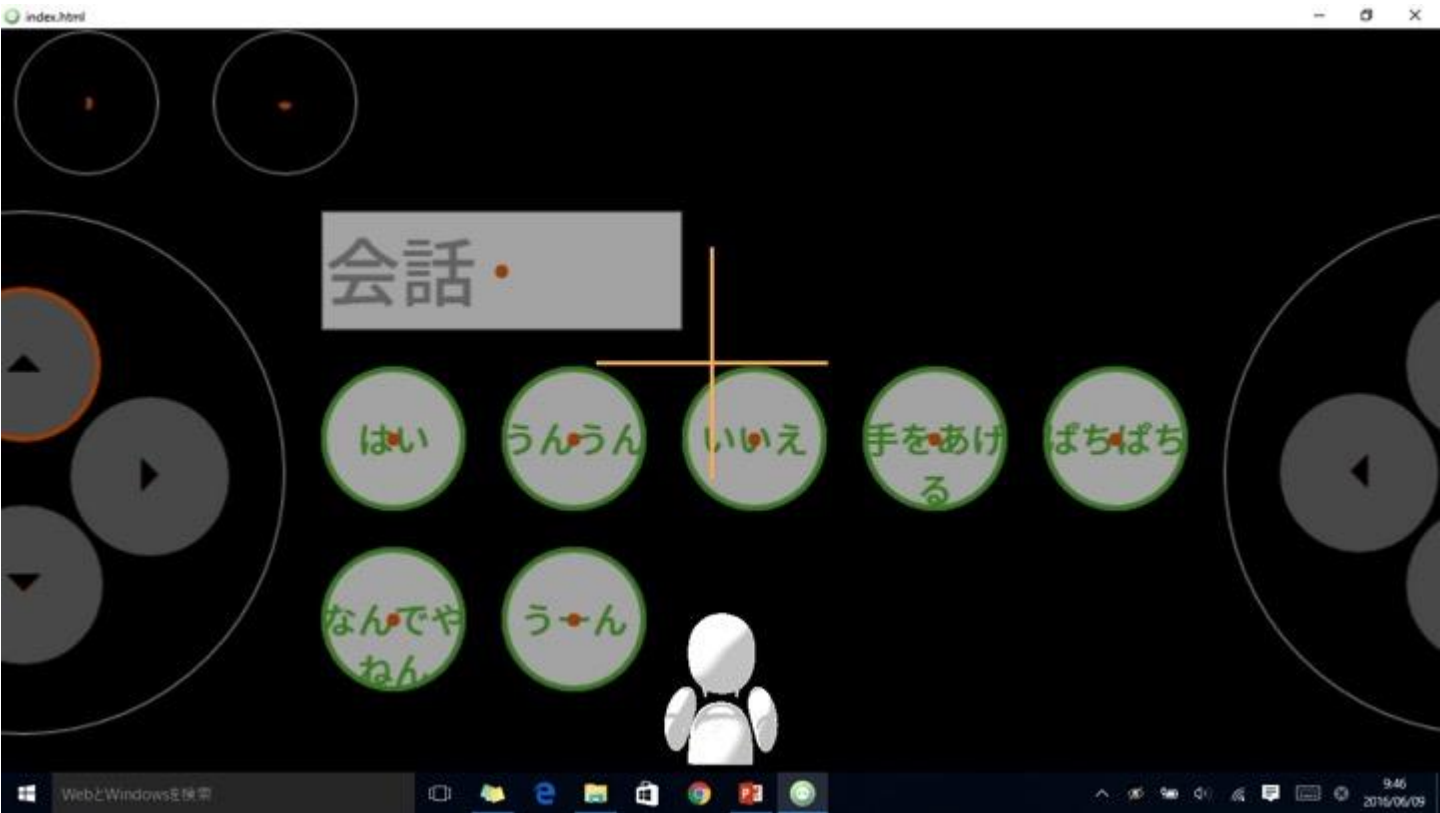 index.html
会話
はい
うんうん
いいえ
手をあげ
る
ぱちぱち
なんでや
ねん
うーん
WebとWindowsを検索
9:46
2016/06/09